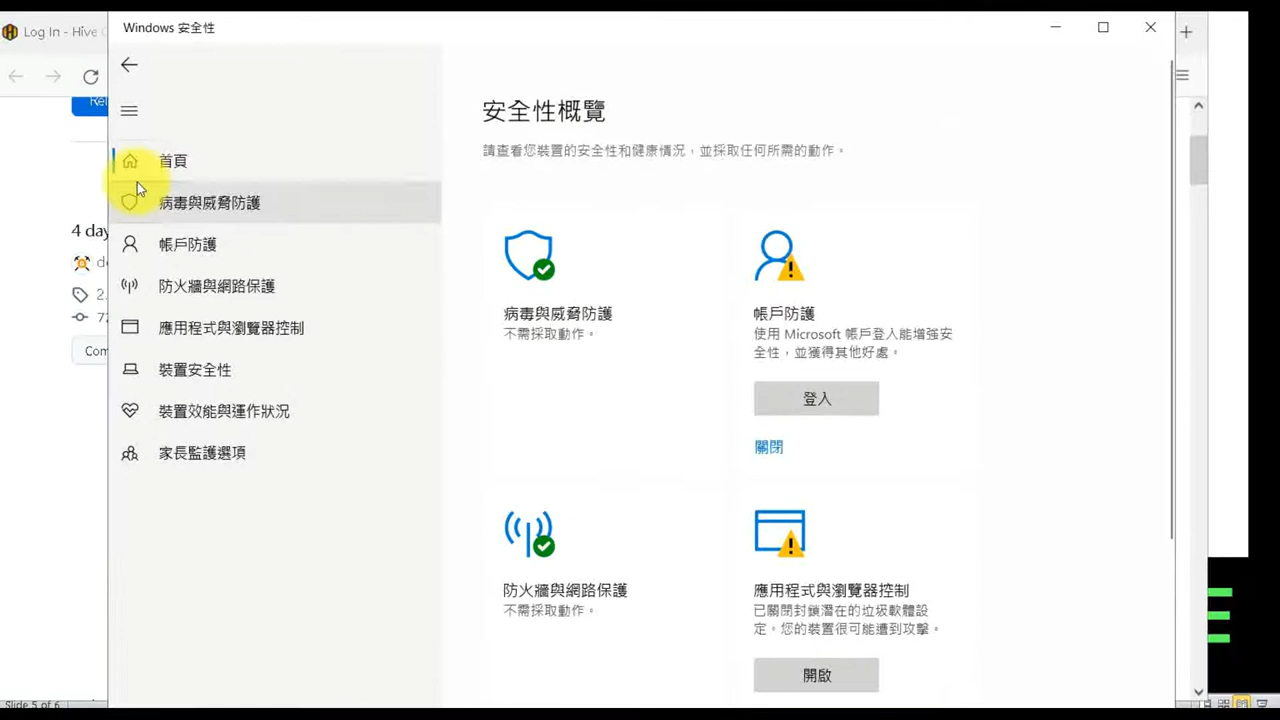 Log In - Hive
Windows 安全性
安全性概覽
請查看您裝置的安全性和健康情況，並採取任何所需的動作。
首頁
病毒與威脅防護
帳戶防護
防火牆與網路保護
應用程式與瀏覽器控制
裝置安全性
裝置效能與運作狀況
家長監護選項
病毒與威脅防護
不需採取動作。
帳戶防護
使用 Microsoft 帳戶登入能增強安
全性，並獲得其他好處。
登入
關閉
防火牆與網路保護
不需採取動作。
應用程式與瀏覽器控制
已關閉封鎖潛在的垃圾軟體設
定。您的裝置很可能遭到攻擊。
開啟
4 day
Com
Slide 5 of 6